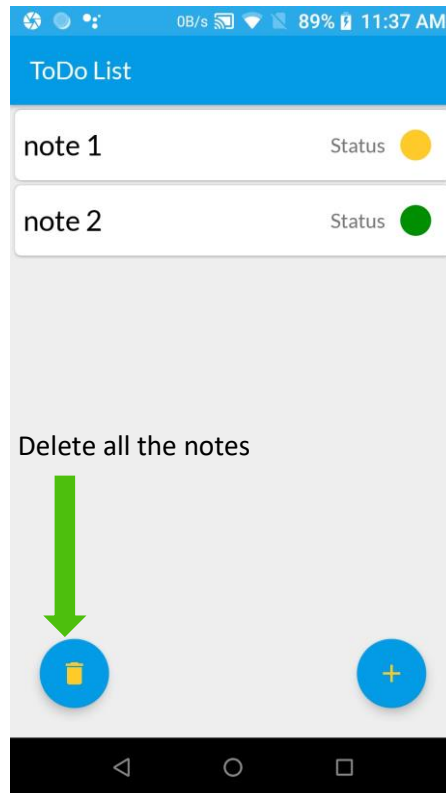 0B/s 89% 11:37 AM
ToDo List
note 1 Status
note 2 Status
Delete all the notes
+